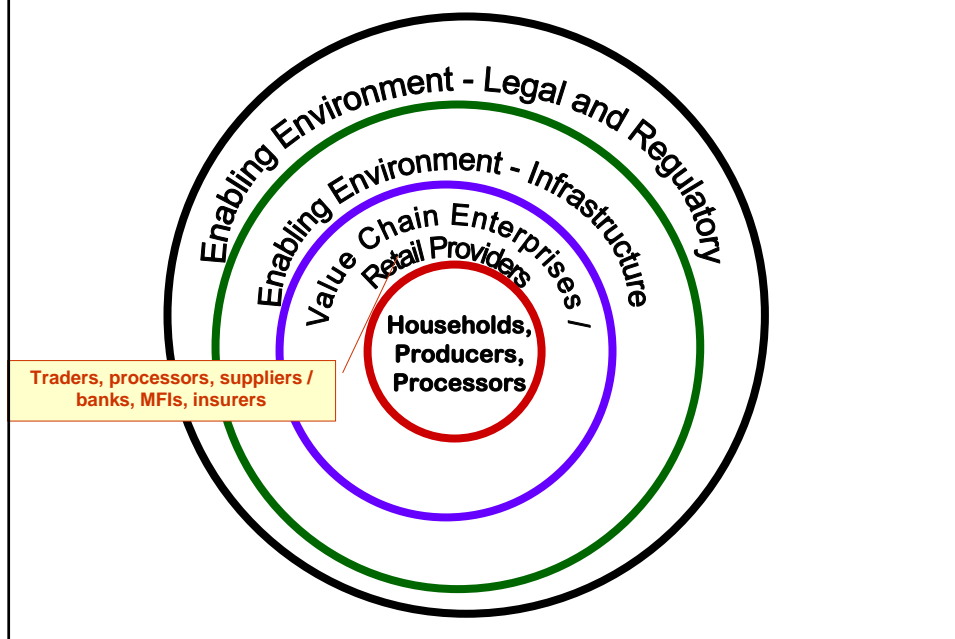 Enabling Environment - Legal and Regulatory
Enabling Environment - Infrastructure
Value Chain Enterprises /
Retail Providers
Households,
Producers,
Processors
Traders, processors, suppliers /
banks, MFIs, insurers